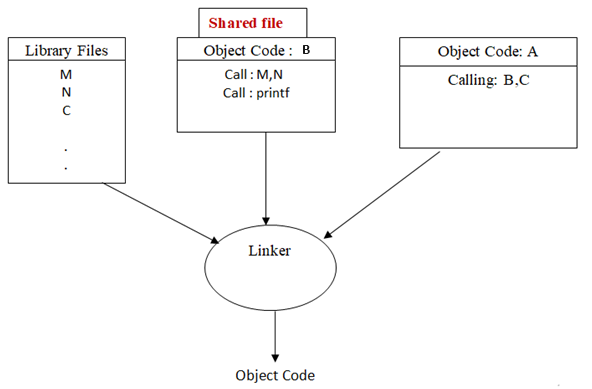 Shared file
Library Files
M
N
C
.
.
Object Code : B
Call : M,N
Call : printf
Object Code: A
Calling: B,C
Linker
Object Code